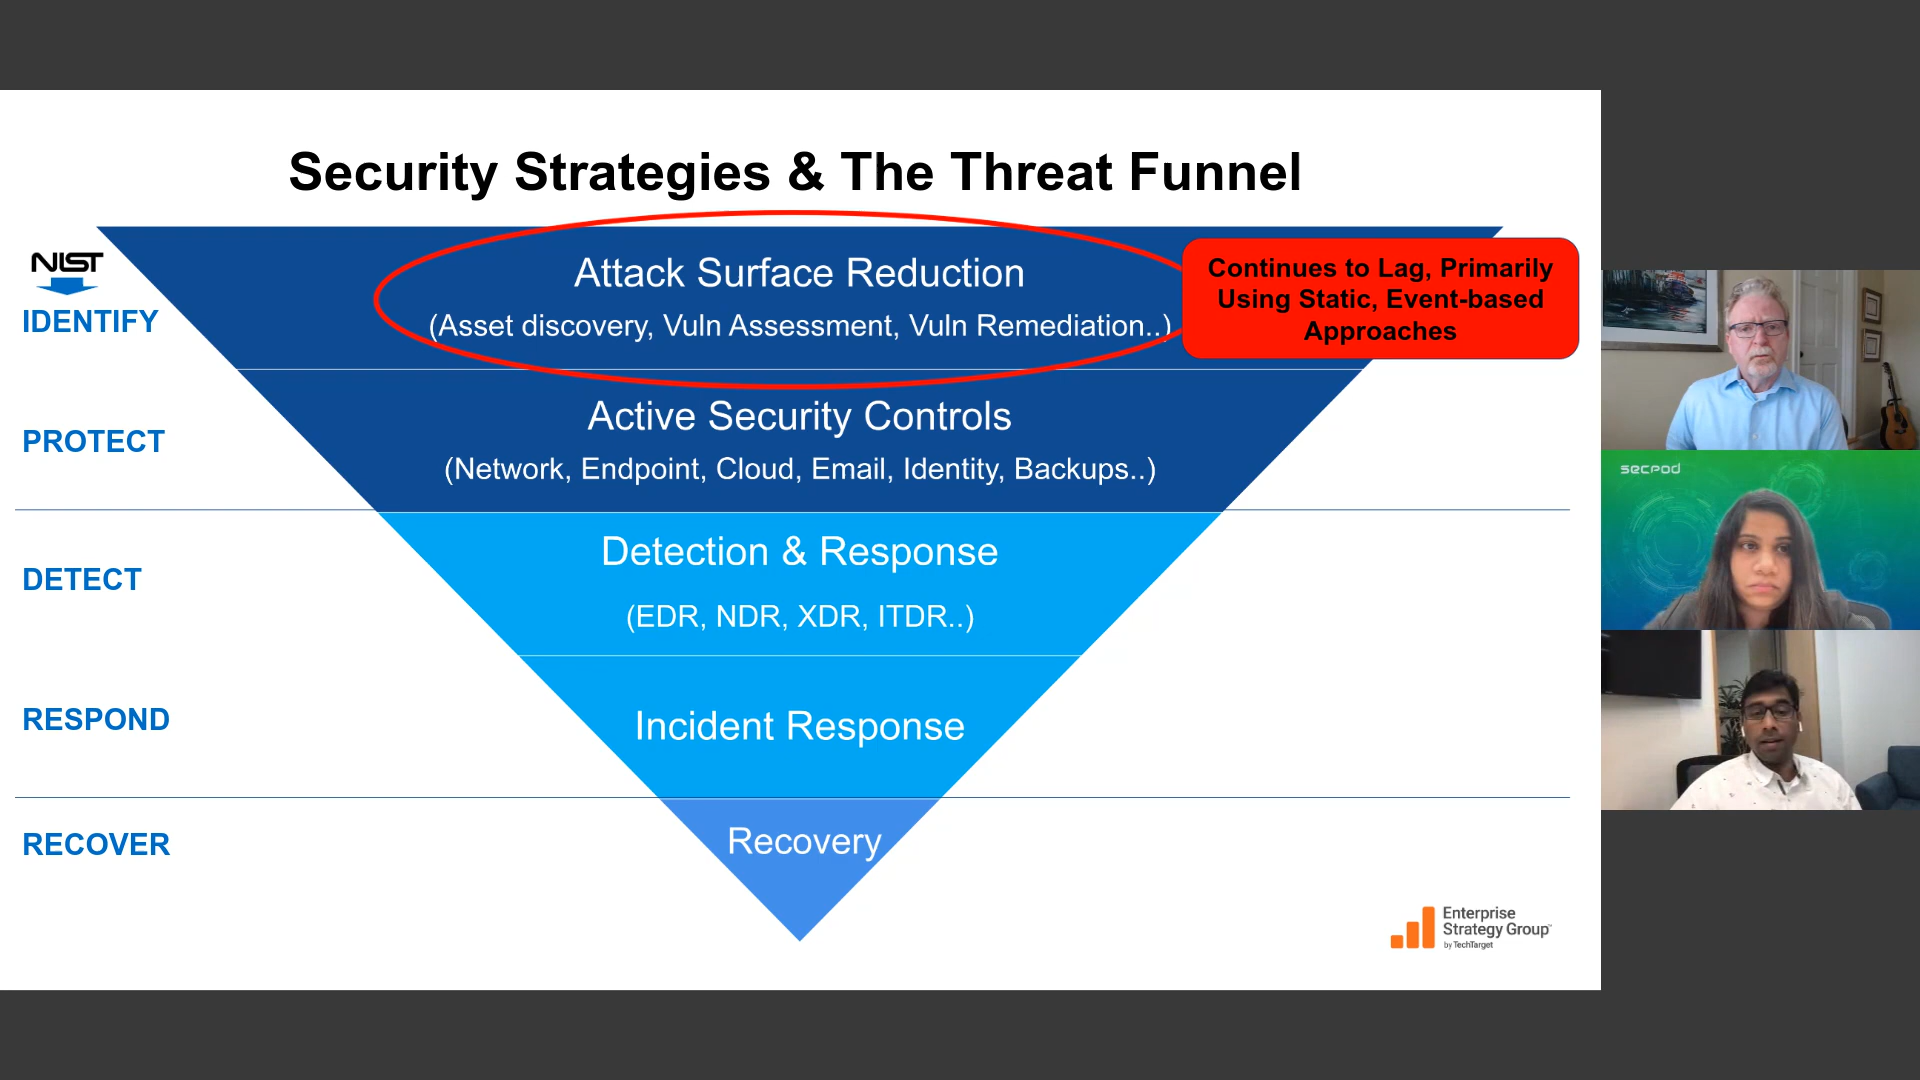 Security Strategies & The Threat Funnel
NIST
IDENTIFY
Attack Surface Reduction
(Asset discovery, Vuln Assessment, Vuln Remediation..)
Continues to Lag, Primarily
Using Static, Event-based
Approaches
PROTECT
Active Security Controls
(Network, Endpoint, Cloud, Email, Identity, Backups..)
DETECT
Detection & Response
(EDR, NDR, XDR, ITDR..)
RESPOND
Incident Response
RECOVER
Recovery
Enterprise
Strategy Group™
by TechTarget
secpod